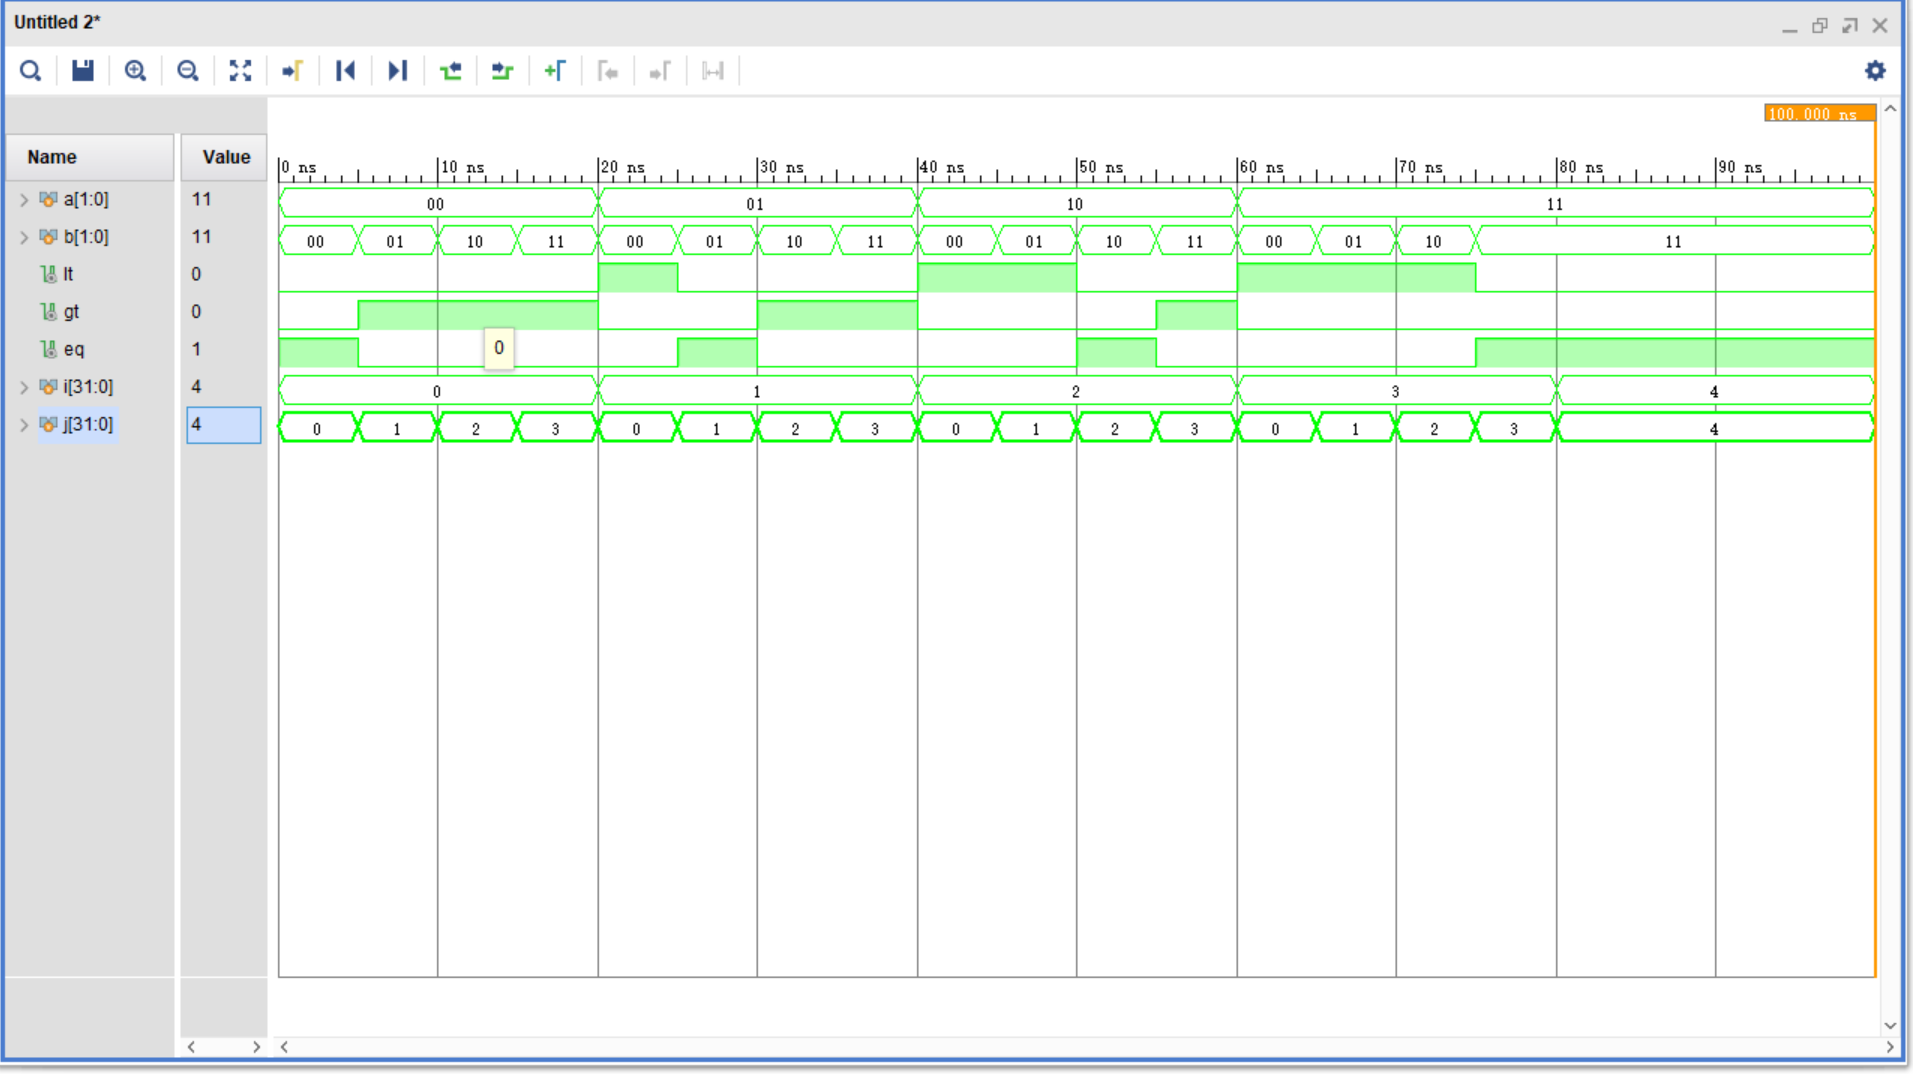 Untitled 2*
100.000 ns
Name Value 0 ns 10 ns 20 ns 30 ns 40 ns 50 ns 60 ns 70 ns 80 ns 90 ns
a[1:0] 11 00 01 10 11
b[1:0] 11 00 01 10 11 00 01 10 11 00 01 10 11 00 01 10 11
lt 0
gt 0
eq 1 0
i[31:0] 4 0 1 2 3 4
j[31:0] 4 0 1 2 3 0 1 2 3 0 1 2 3 0 1 2 3 4